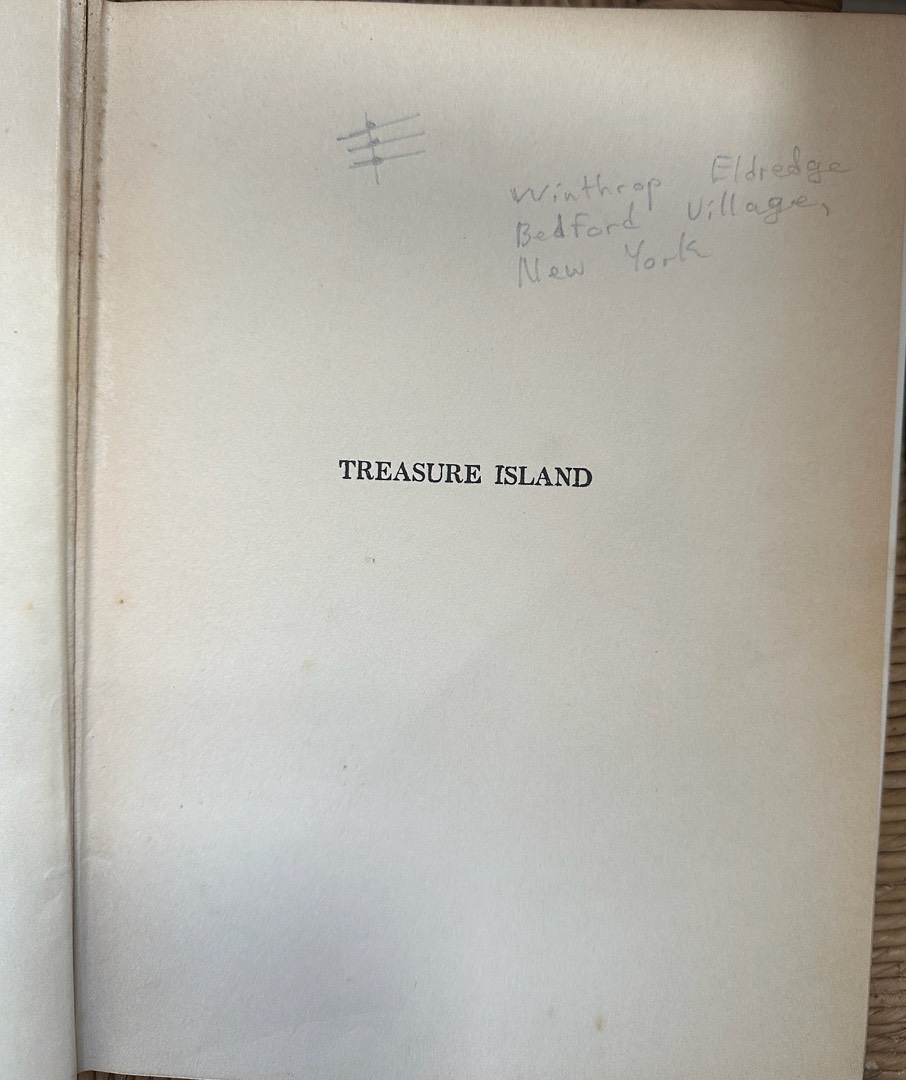 Winthrop Eldredge
Bedford Village,
New York
TREASURE ISLAND